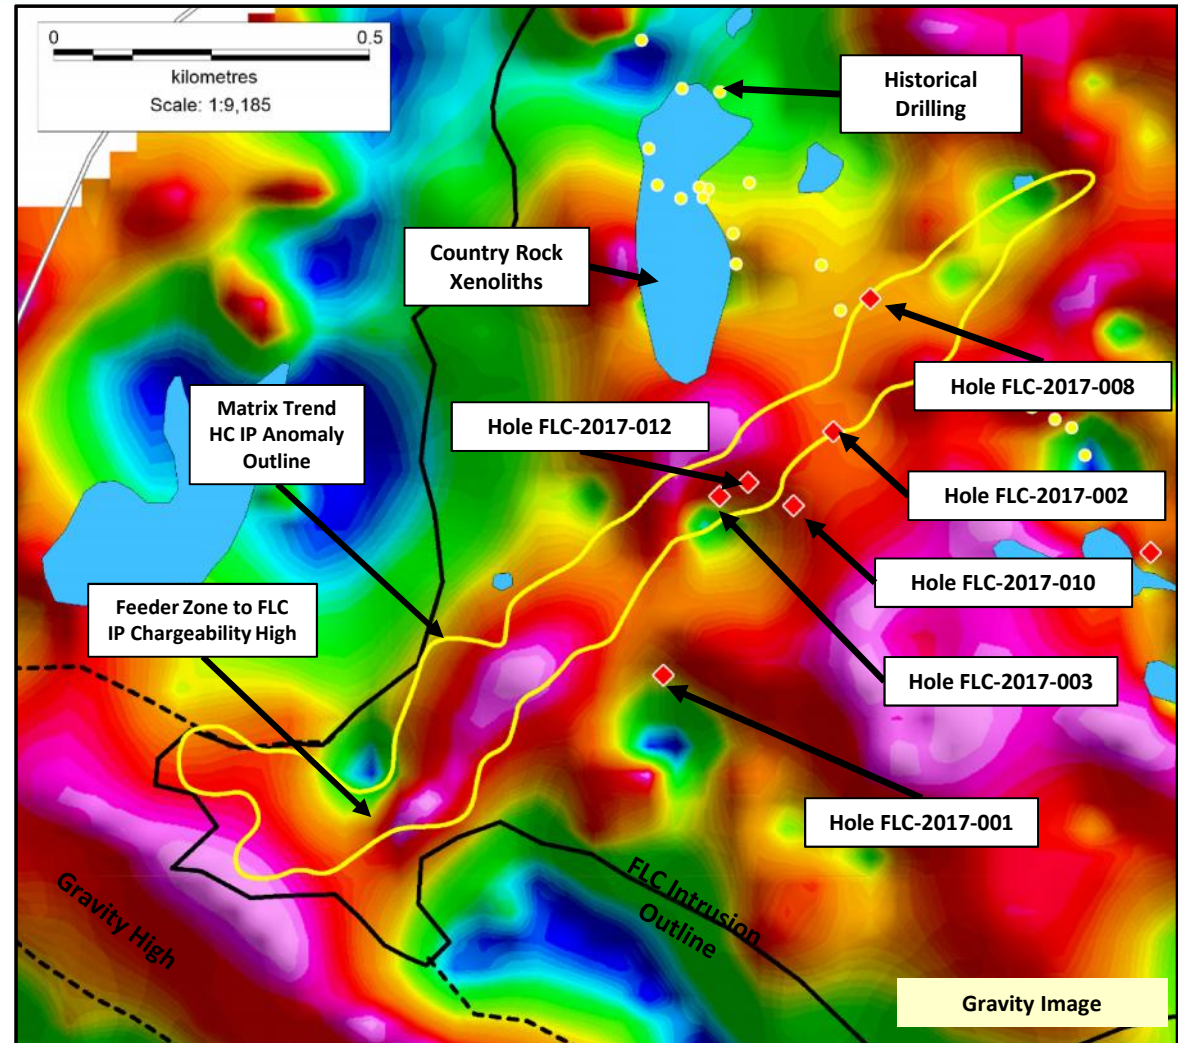 0 0.5
kilometres
Scale: 1:9,185
Historical
Drilling
Country Rock
Xenoliths
Hole FLC-2017-008
Matrix Trend
HC IP Anomaly
Outline
Hole FLC-2017-012
Hole FLC-2017-002
Hole FLC-2017-010
Feeder Zone to FLC
IP Chargeability High
Hole FLC-2017-003
Hole FLC-2017-001
Gravity High
FLC Intrusion
Outline
Gravity Image